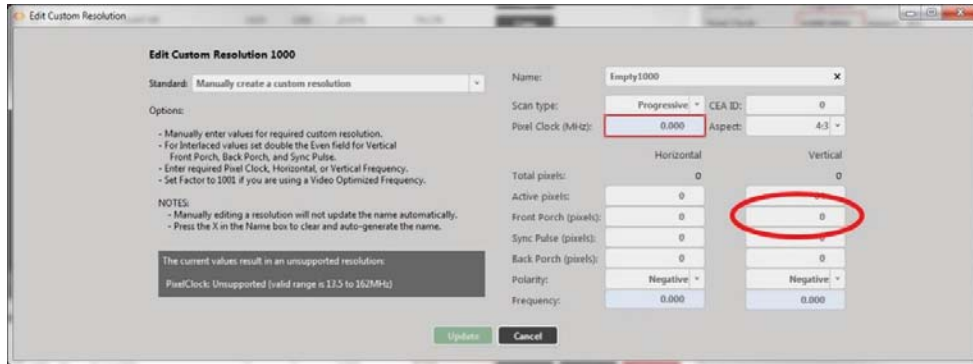 Edit Custom Resolution
Edit Custom Resolution 1000
Standard: Manually create a custom resolution
Options:
- Manually enter values for required custom resolution.
- For Interlaced values set double the Even field for Vertical
Front Porch, Back Porch, and Sync Pulse.
- Enter required Pixel Clock, Horizontal, or Vertical Frequency.
- Set Factor to 1001 if you are using a Video Optimized Frequency.
NOTES:
- Manually editing a resolution will not update the name automatically.
- Press the X in the Name box to clear and auto-generate the name.
The current values result in an unsupported resolution:
PixelClock: Unsupported (valid range is 13.5 to 162MHz)
Name: Empty1000 x
Scan type: Progressive CEA ID: 0
Pixel Clock (MHz): 0.000 Aspect: 4:3
Horizontal Vertical
Total pixels: 0 0
Active pixels: 0
Front Porch (pixels): 0 0
Sync Pulse (pixels): 0 0
Back Porch (pixels): 0 0
Polarity: Negative Negative
Frequency: 0.000 0.000
Update Cancel